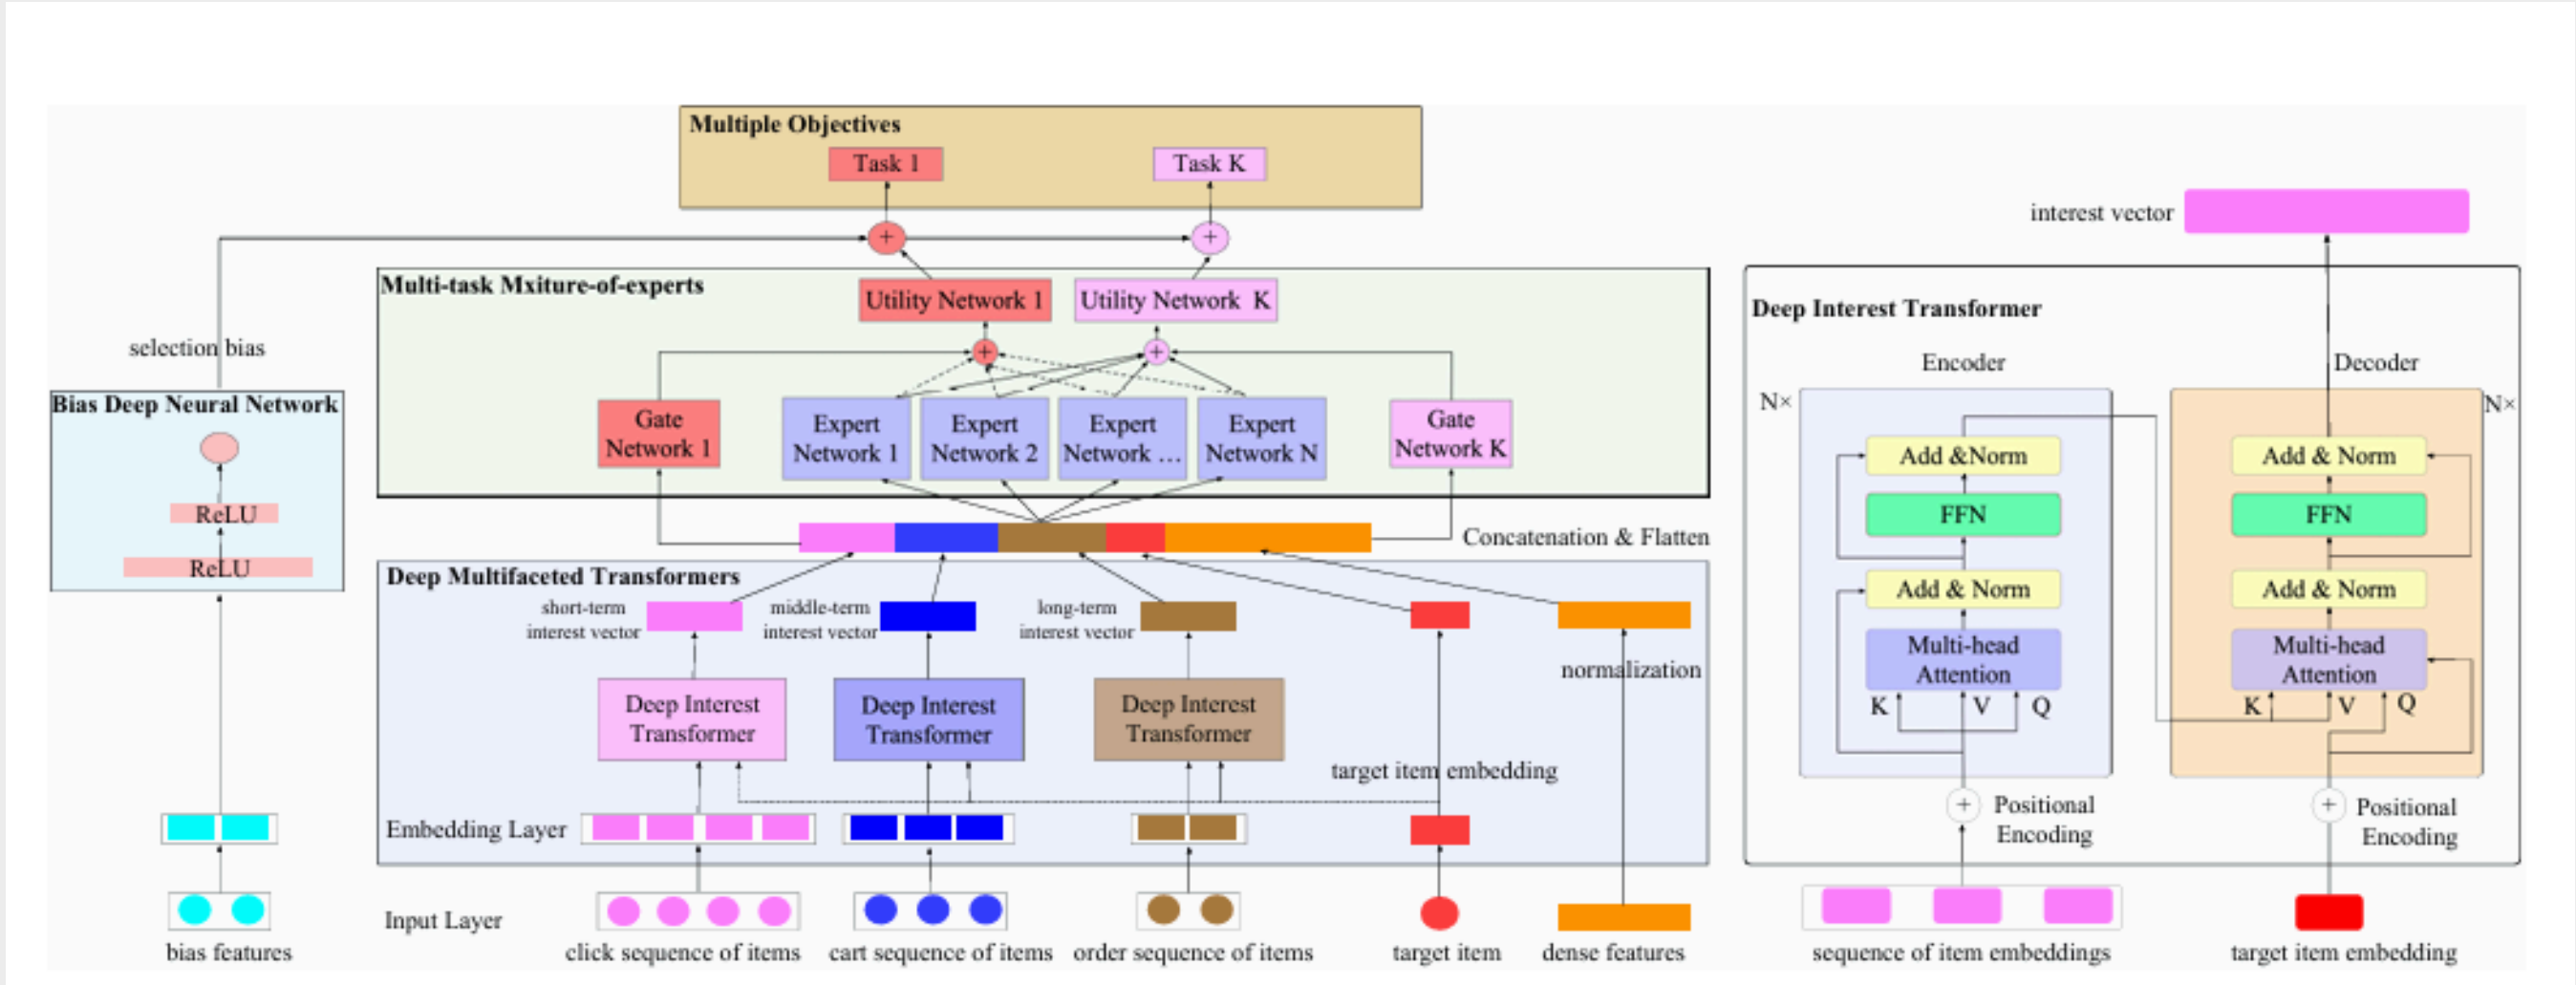 Multiple Objectives
Task 1
Task K
+
+
Multi-task Mxiture-of-experts
Utility Network 1
Utility Network K
selection bias
+
+
Bias Deep Neural Network
ReLU
ReLU
Gate
Network 1
Expert
Network 1
Expert
Network 2
Expert
Network ...
Expert
Network N
Gate
Network K
Concatenation & Flatten
Deep Multifaceted Transformers
short-term
interest vector
middle-term
interest vector
long-term
interest vector
normalization
Deep Interest
Transformer
Deep Interest
Transformer
Deep Interest
Transformer
target item embedding
Embedding Layer
Input Layer
bias features
click sequence of items
cart sequence of items
order sequence of items
target item
dense features
interest vector
Deep Interest Transformer
Encoder
Decoder
N×
N×
Add &Norm
FFN
Add & Norm
Multi-head
Attention
K
V
Q
+
Positional
Encoding
sequence of item embeddings
Add & Norm
FFN
Add & Norm
Multi-head
Attention
K
V
Q
+
Positional
Encoding
target item embedding